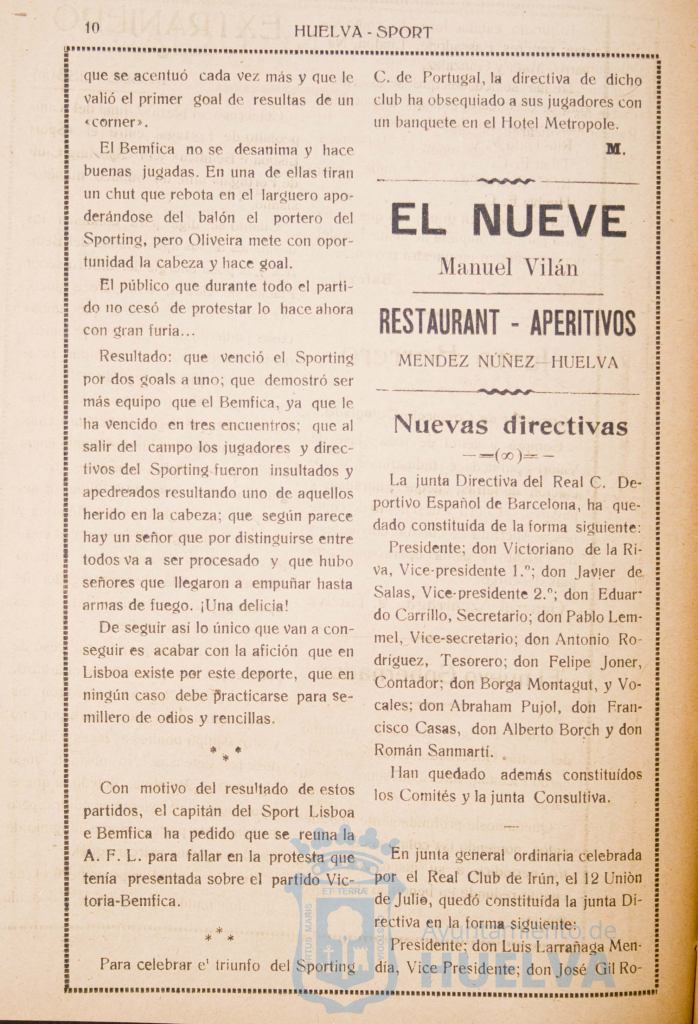 10
HUELVA - SPORT
que se acentuó cada vez más y que le
valió el primer goal de resultas de un
«corner».
El Bemfica no se desanima y hace
buenas jugadas. En una de ellas tiran
un chut que rebota en el larguero apo-
derándose del balón el portero del
Sporting, pero Oliveira mete con opor-
tunidad la cabeza y hace goal.
El público que durante todo el parti-
do no cesó de protestar lo hace ahora
con gran furia...
Resultado: que venció el Sporting
por dos goals a uno; que demostró ser
más equipo que el Bemfica, ya que le
ha vencido en tres encuentros; que al
salir del campo los jugadores y direc-
tivos del Sporting fueron insultados y
apedreados resultando uno de aquellos
herido en la cabeza; que según parece
hay un señor que por distinguirse entre
todos va a ser procesado y que hubo
señores que llegaron a empuñar hasta
armas de fuego. ¡Una delicia!
De seguir así lo único que van a con-
seguir es acabar con la afición que en
Lisboa existe por este deporte, que en
ningún caso debe practicarse para se-
millero de odios y rencillas.
* * *
Con motivo del resultado de estos
partidos, el capitán del Sport Lisboa
e Bemfica ha pedido que se reuna la
A. F. L. para fallar en la protesta que
tenía presentada sobre el partido Vic-
toria-Bemfica.
* * *
Para celebrar e' triunfo del Sporting
C. de Portugal, la directiva de dicho
club ha obsequiado a sus jugadores con
un banquete en el Hotel Metropole.
M.
EL NUEVE
Manuel Vilán
RESTAURANT - APERITIVOS
MENDEZ NÚÑEZ—HUELVA
Nuevas directivas
La junta Directiva del Real C. De-
portivo Español de Barcelona, ha que-
dado constituída de la forma siguiente:
Presidente; don Victoriano de la Ri-
va, Vice-presidente 1.º; don Javier de
Salas, Vice-presidente 2.º; don Eduar-
do Carrillo, Secretario; don Pablo Lem-
mel, Vice-secretario; don Antonio Ro-
dríguez, Tesorero; don Felipe Joner,
Contador; don Borga Montagut, y Vo-
cales; don Abraham Pujol, don Fran-
cisco Casas, don Alberto Borch y don
Román Sanmartí.
Han quedado además constituídos
los Comités y la junta Consultiva.
En junta general ordinaria celebrada
por el Real Club de Irún, el 12 Unión
de Julio, quedó constituída la junta Di-
rectiva en la forma siguiente:
Presidente; don Luis Larrañaga Men-
día, Vice Presidente; don José Gil Ro-
Ayuntamiento de
HUELVA